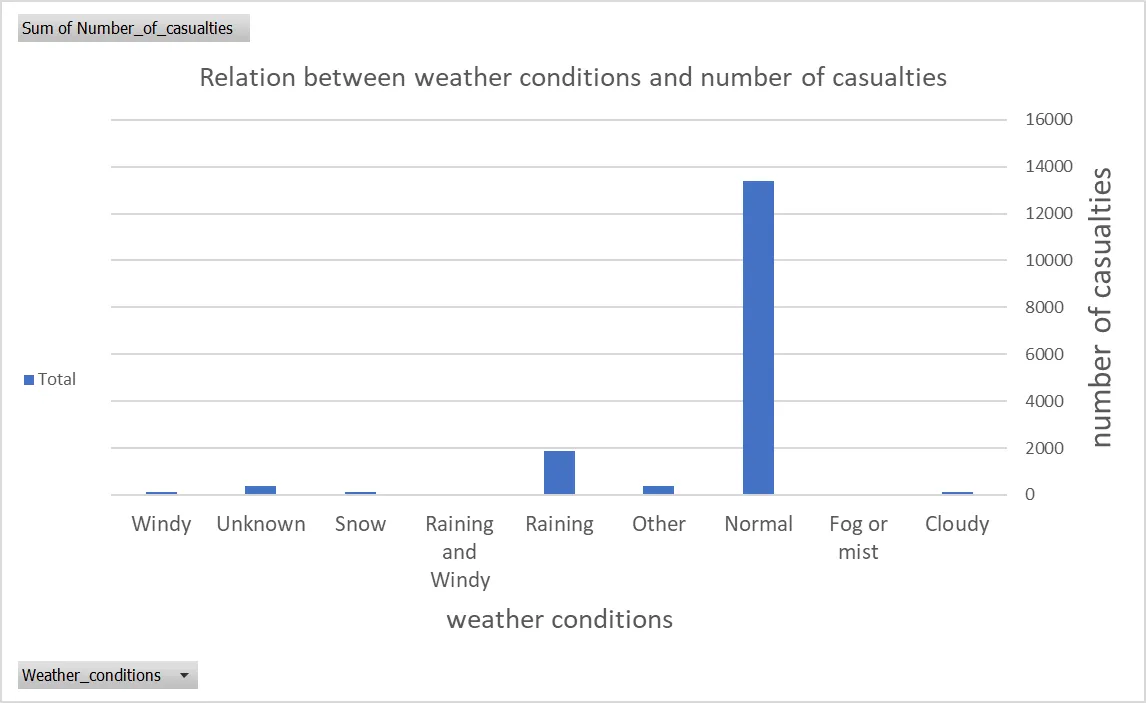 Sum of Number_of_casualties
Relation between weather conditions and number of casualties
16000
14000
12000
10000
8000
6000
4000
2000
0
number of casualties
Total
Windy
Unknown
Snow
Raining
and
Windy
Raining
Other
Normal
Fog or
mist
Cloudy
weather conditions
Weather_conditions